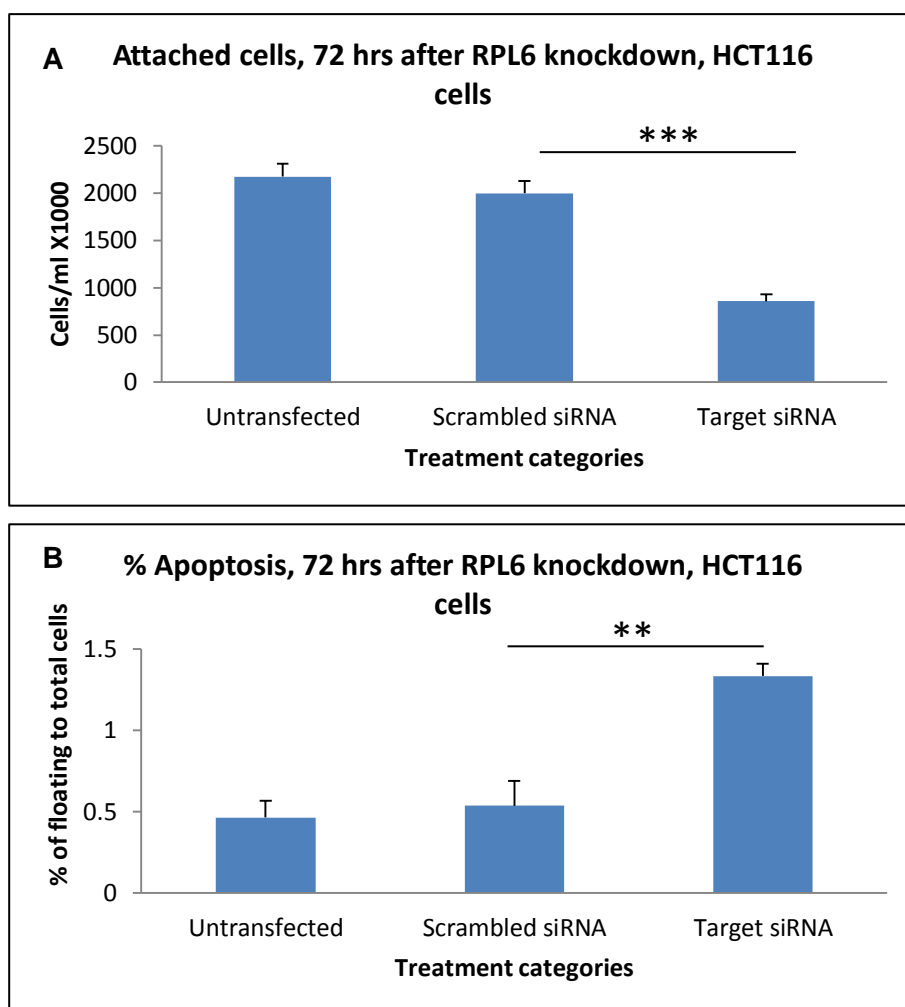 A
Attached cells, 72 hrs after RPL6 knockdown, HCT116
cells
***
2500
2000
1500
1000
500
0
Cells/ml X1000
Untransfected Scrambled siRNA Target siRNA
Treatment categories
B
% Apoptosis, 72 hrs after RPL6 knockdown, HCT116
cells
**
1.5
1
0.5
0
% of floating to total cells
Untransfected Scrambled siRNA Target siRNA
Treatment categories